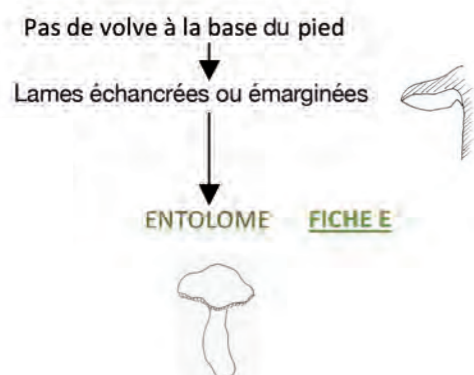 Pas de volve à la base du pied
Lames échancrées ou émarginées
ENTOLOME FICHE E